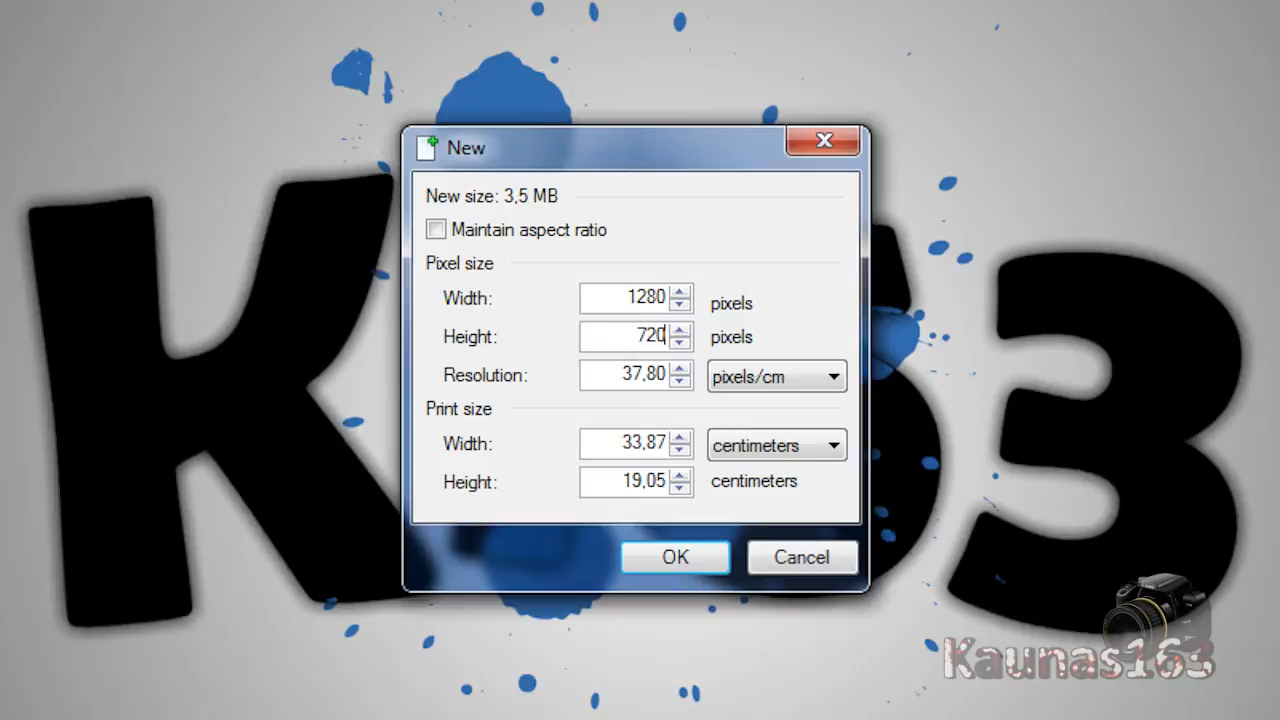 New
New size: 3,5 MB
Maintain aspect ratio
Pixel size
Width: 1280 pixels
Height: 720 pixels
Resolution: 37,80 pixels/cm
Print size
Width: 33,87 centimeters
Height: 19,05 centimeters
OK Cancel
K 63
Kaunas163